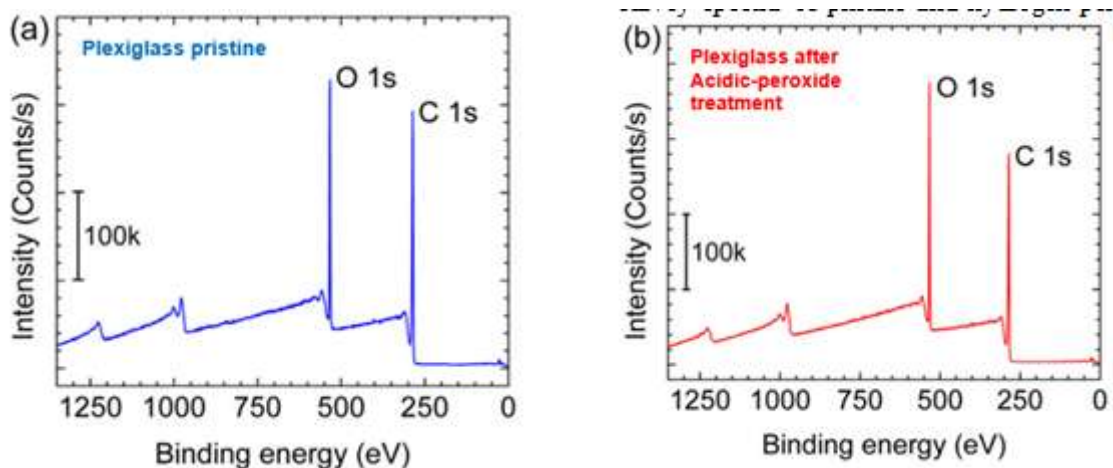 (a)
Plexiglass pristine
O 1s
C 1s
100k
Intensity (Counts/s)
1250 1000 750 500 250 0
Binding energy (eV)
(b)
Plexiglass after
Acidic-peroxide
treatment
O 1s
C 1s
100k
Intensity (Counts/s)
1250 1000 750 500 250 0
Binding energy (eV)